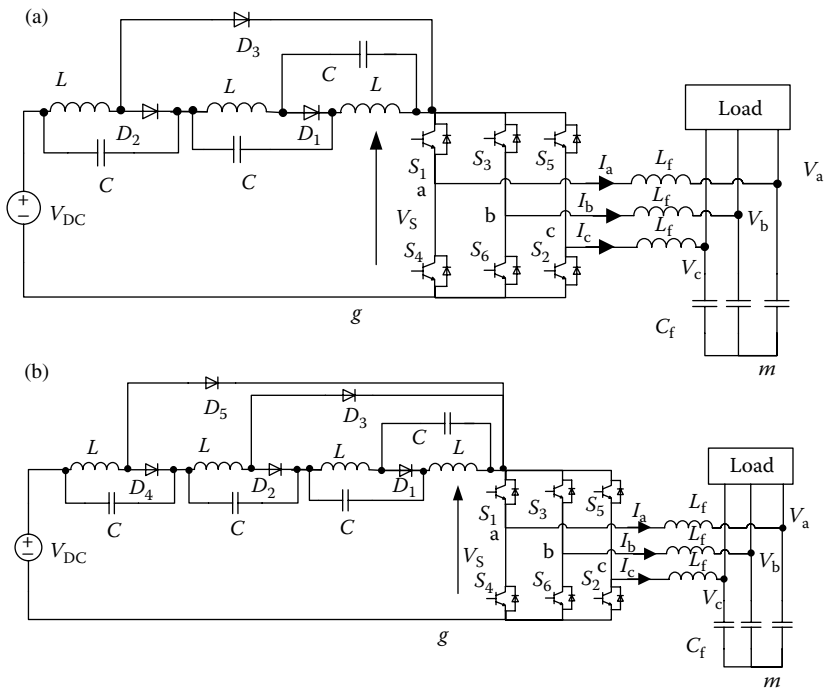 (a)
D3
C
L
L
L
D2
D1
C
C
Load
S1
S3
S5
a
Ia
Lf
Va
VDC
VS
b
Ib
Lf
Vb
c
Ic
Lf
Vc
S4
S6
S2
g
Cf
m
(b)
D5
D3
C
L
L
L
L
D4
D2
D1
C
C
C
Load
S1
S3
S5
a
Ia
Lf
Va
VDC
VS
b
Ib
Lf
Vb
c
Ic
Lf
Vc
S4
S6
S2
g
Cf
m